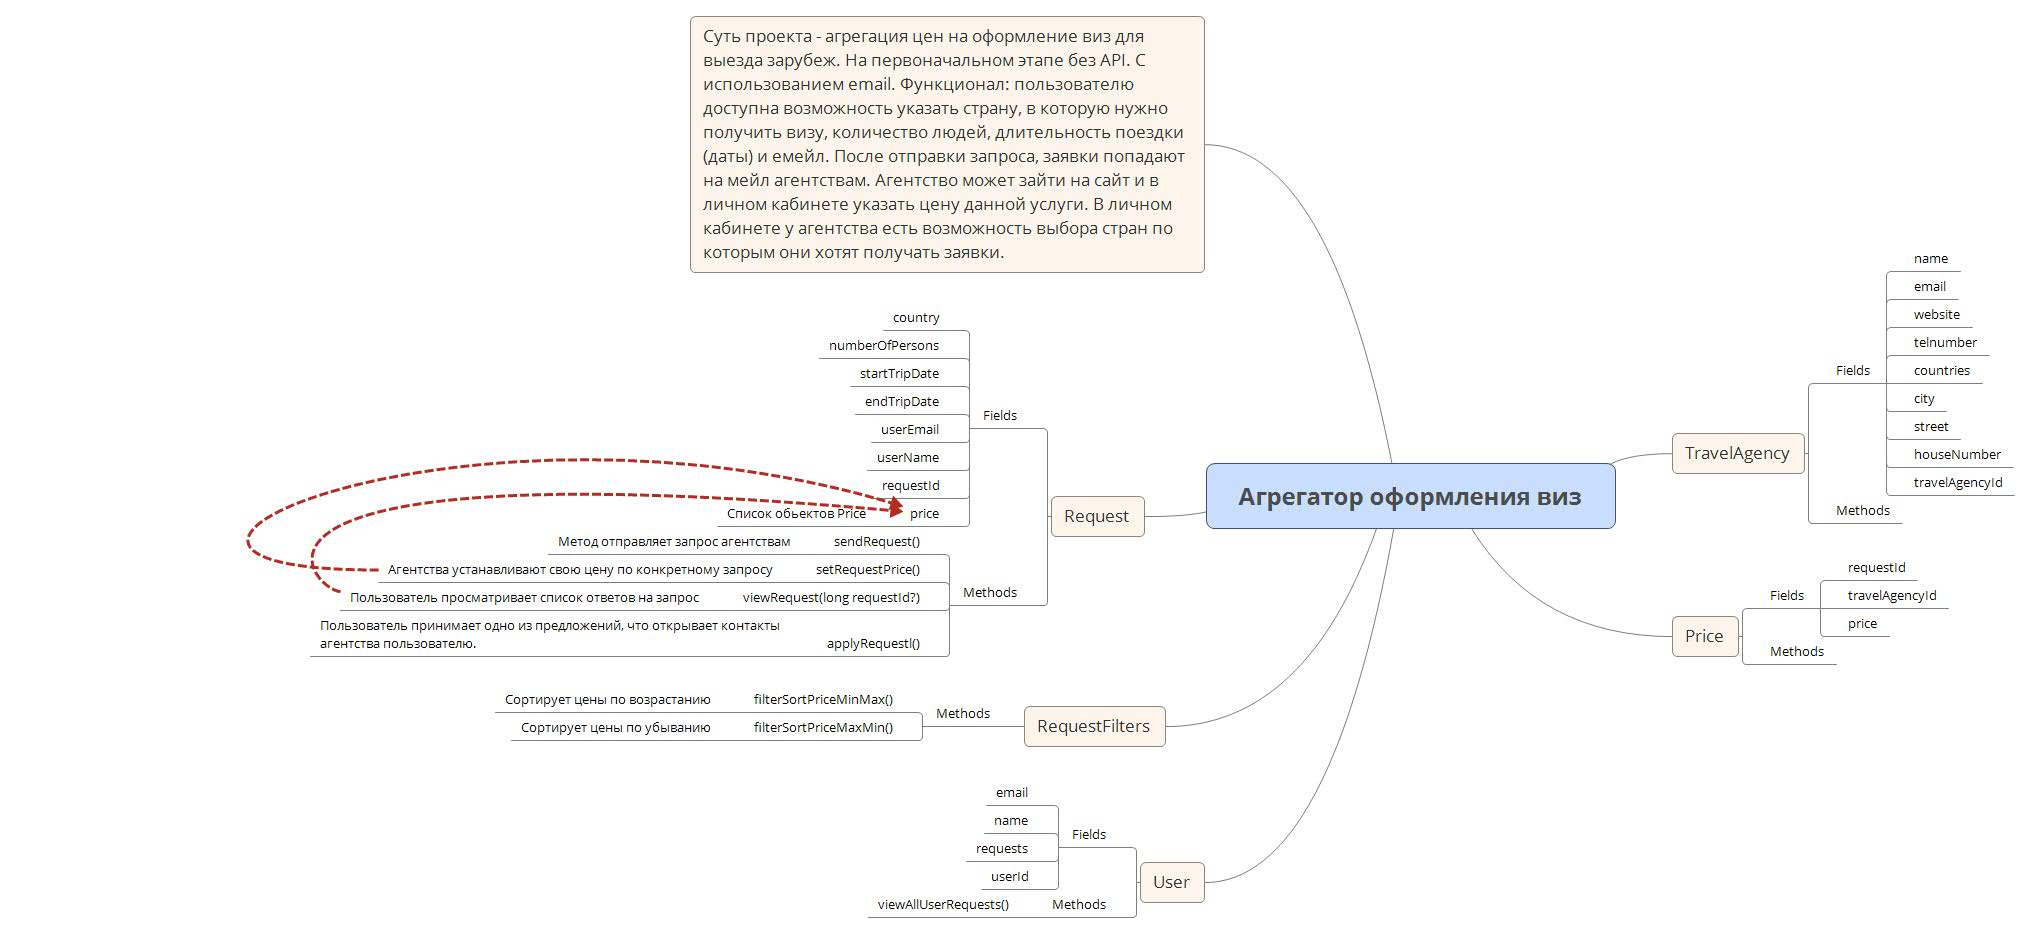 Суть проекта - агрегация цен на оформление виз для
выезда зарубеж. На первоначальном этапе без API. С
использованием email. Функционал: пользователю
доступна возможность указать страну, в которую нужно
получить визу, количество людей, длительность поездки
(даты) и емейл. После отправки запроса, заявки попадают
на мейл агентствам. Агентство может зайти на сайт и в
личном кабинете указать цену данной услуги. В личном
кабинете у агентства есть возможность выбора стран по
которым они хотят получать заявки.
Агрегатор оформления виз
Request
Fields
country
numberOfPersons
startTripDate
endTripDate
userEmail
userName
requestId
price
Список обьектов Price
Methods
sendRequest()
Метод отправляет запрос агентствам
setRequestPrice()
Агентства устанавливают свою цену по конкретному запросу
viewRequest(long requestId?)
Пользователь просматривает список ответов на запрос
applyRequestl()
Пользователь принимает одно из предложений, что открывает контакты
агентства пользователю.
RequestFilters
Methods
filterSortPriceMinMax()
Сортирует цены по возрастанию
filterSortPriceMaxMin()
Сортирует цены по убыванию
User
Fields
email
name
requests
userId
Methods
viewAllUserRequests()
TravelAgency
Fields
name
email
website
telnumber
countries
city
street
houseNumber
travelAgencyId
Methods
Price
Fields
requestId
travelAgencyId
price
Methods